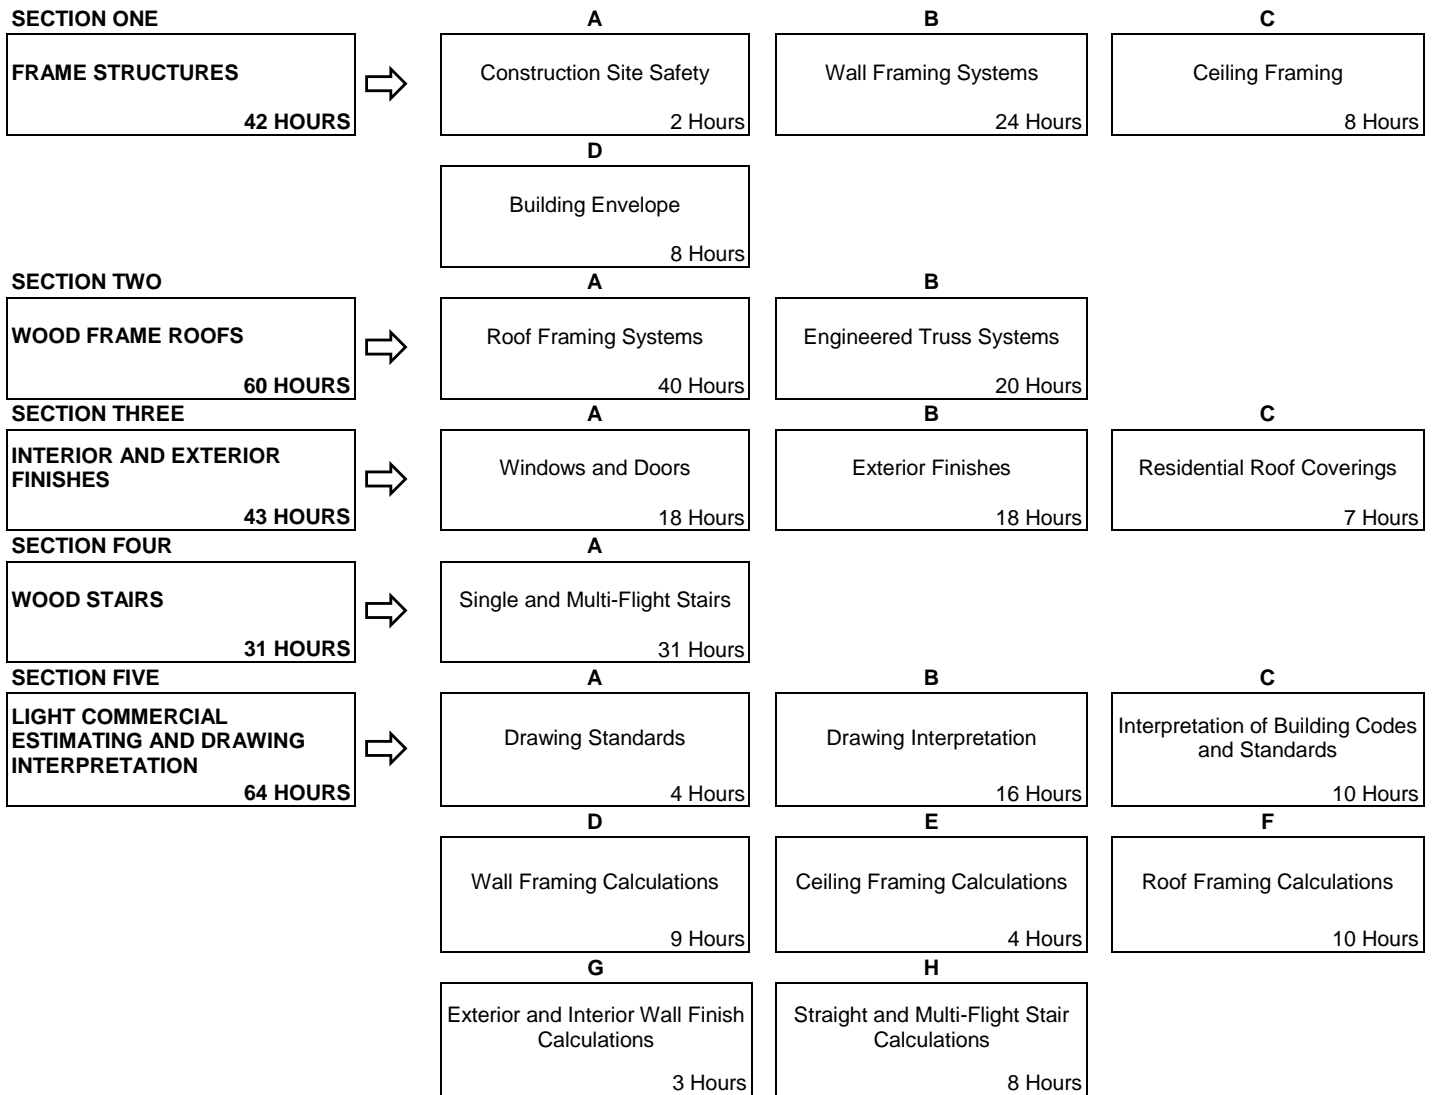 SECTION ONE
A
B
C
FRAME STRUCTURES
42 HOURS
Construction Site Safety
2 Hours
Wall Framing Systems
24 Hours
Ceiling Framing
8 Hours
D
Building Envelope
8 Hours
SECTION TWO
A
B
WOOD FRAME ROOFS
60 HOURS
Roof Framing Systems
40 Hours
Engineered Truss Systems
20 Hours
SECTION THREE
A
B
C
INTERIOR AND EXTERIOR
FINISHES
43 HOURS
Windows and Doors
18 Hours
Exterior Finishes
18 Hours
Residential Roof Coverings
7 Hours
SECTION FOUR
A
WOOD STAIRS
31 HOURS
Single and Multi-Flight Stairs
31 Hours
SECTION FIVE
A
B
C
LIGHT COMMERCIAL
ESTIMATING AND DRAWING
INTERPRETATION
64 HOURS
Drawing Standards
4 Hours
Drawing Interpretation
16 Hours
Interpretation of Building Codes
and Standards
10 Hours
D
E
F
Wall Framing Calculations
9 Hours
Ceiling Framing Calculations
4 Hours
Roof Framing Calculations
10 Hours
G
H
Exterior and Interior Wall Finish
Calculations
3 Hours
Straight and Multi-Flight Stair
Calculations
8 Hours